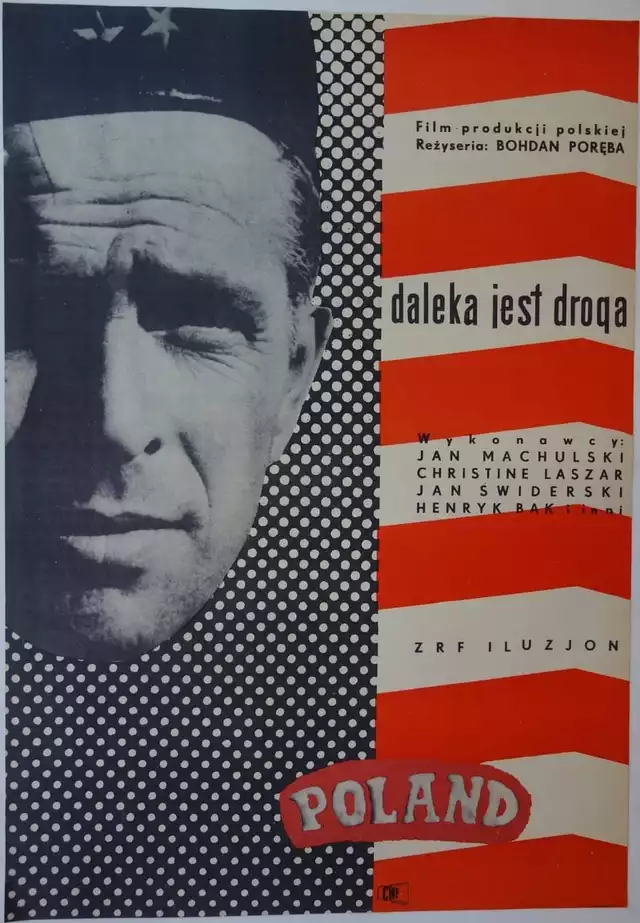 Film produkcji polskiej
Reżyseria: BOHDAN PORĘBA
daleka jest droga
Wykonawcy:
JAN MACHULSKI
CHRISTINE LASZAR
JAN SWIDERSKI
HENRYK BĄK i inni
ZRF ILUZJON
POLAND